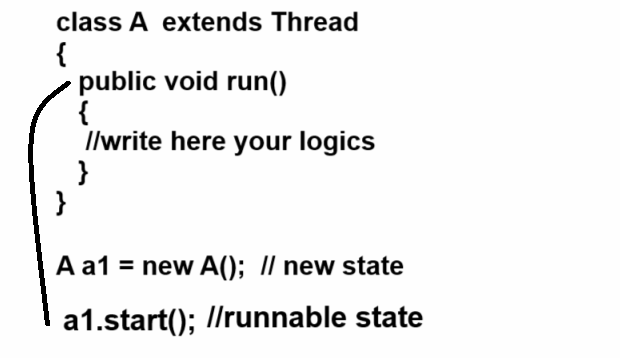 class A  extends Thread
{
public void run()
{
//write here your logics
}
}
A a1 = new A();  // new state
a1.start(); //runnable state